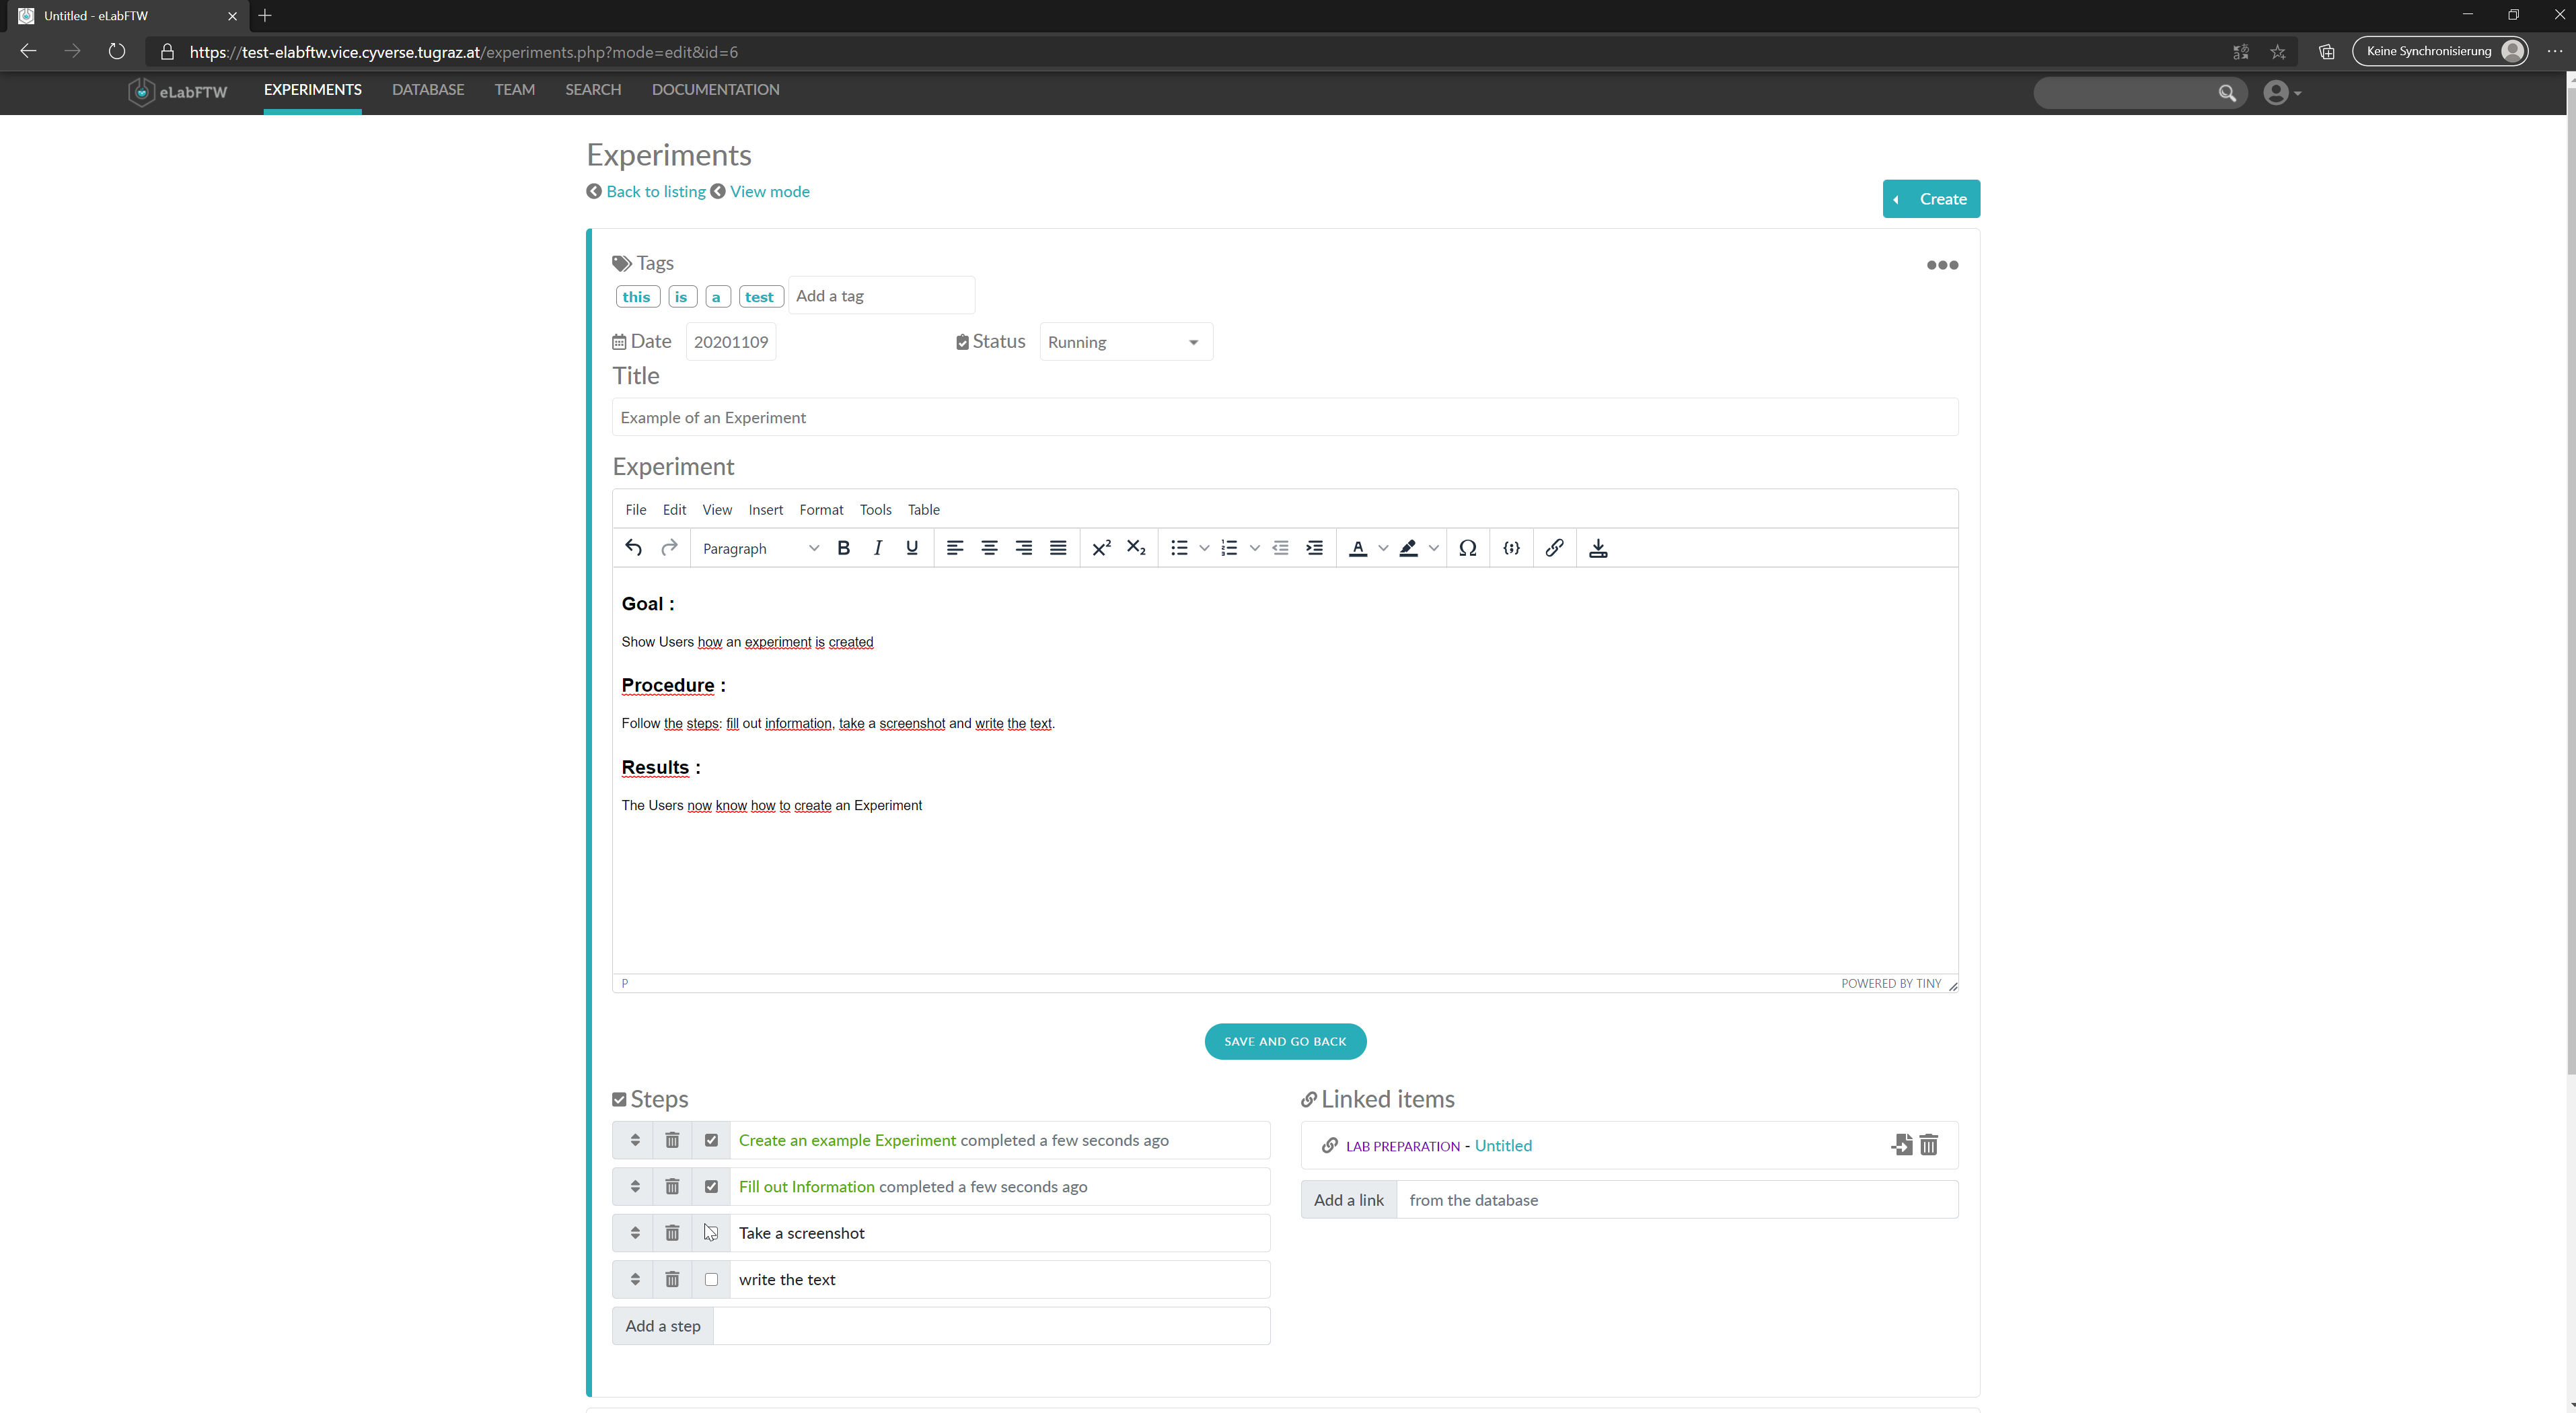 Untitled - eLabFTW
https://test-elabftw.vice.cyverse.tugraz.at/experiments.php?mode=edit&id=6
Keine Synchronisierung
eLabFTW EXPERIMENTS DATABASE TEAM SEARCH DOCUMENTATION
Experiments
Back to listing View mode
Create
Tags
this is a test Add a tag
Date 20201109 Status Running
Title
Example of an Experiment
Experiment
File Edit View Insert Format Tools Table
Paragraph B I U
Goal :
Show Users how an experiment is created
Procedure :
Follow the steps: fill out information, take a screenshot and write the text.
Results :
The Users now know how to create an Experiment
P POWERED BY TINY
SAVE AND GO BACK
Steps
Create an example Experiment completed a few seconds ago
Fill out Information completed a few seconds ago
Take a screenshot
write the text
Add a step
Linked items
LAB PREPARATION - Untitled
Add a link from the database